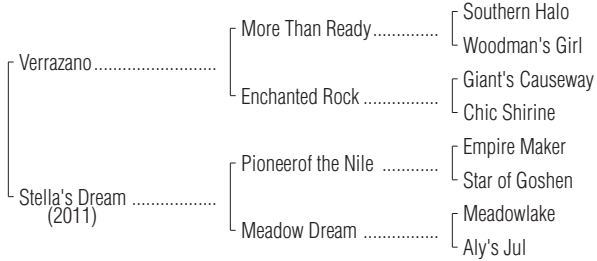 Southern Halo
More Than Ready..............
Woodman's Girl
Verrazano.........................
Giant's Causeway
Enchanted Rock ................
Chic Shirine
Empire Maker
Pioneerof the Nile ............
Star of Goshen
Stella's Dream ..................
(2011)
Meadowlake
Meadow Dream ................
Aly's Jul